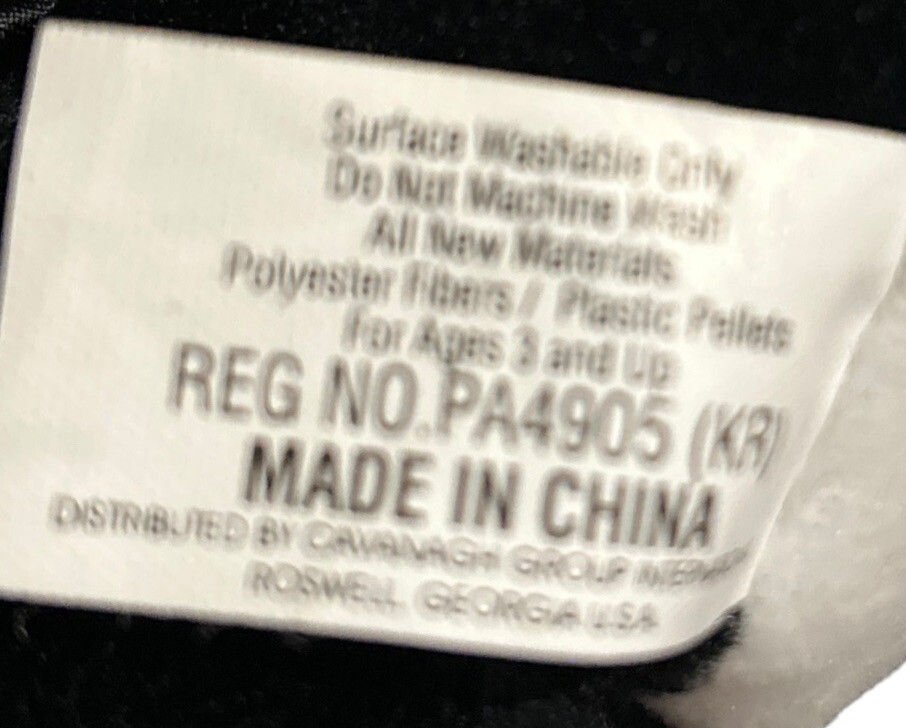 Surface Washable Only
Do Not Machine Wash
All New Materials
Polyester Fibers / Plastic Pellets
For Ages 3 and Up
REG NO.PA4905 (KR)
MADE IN CHINA
DISTRIBUTED BY CAVANAGH GROUP
ROSWELL GEORGIA USA